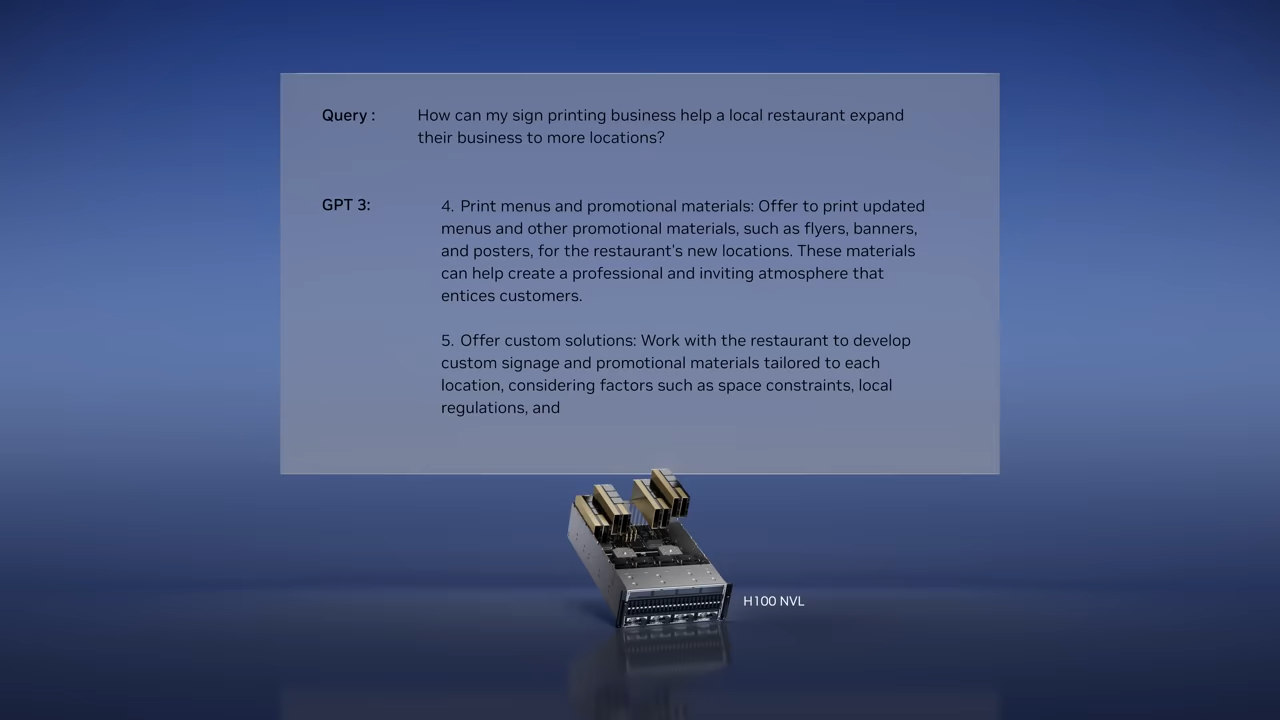 Query : How can my sign printing business help a local restaurant expand
their business to more locations?
GPT 3: 4. Print menus and promotional materials: Offer to print updated
menus and other promotional materials, such as flyers, banners,
and posters, for the restaurant's new locations. These materials
can help create a professional and inviting atmosphere that
entices customers.
5. Offer custom solutions: Work with the restaurant to develop
custom signage and promotional materials tailored to each
location, considering factors such as space constraints, local
regulations, and
H100 NVL